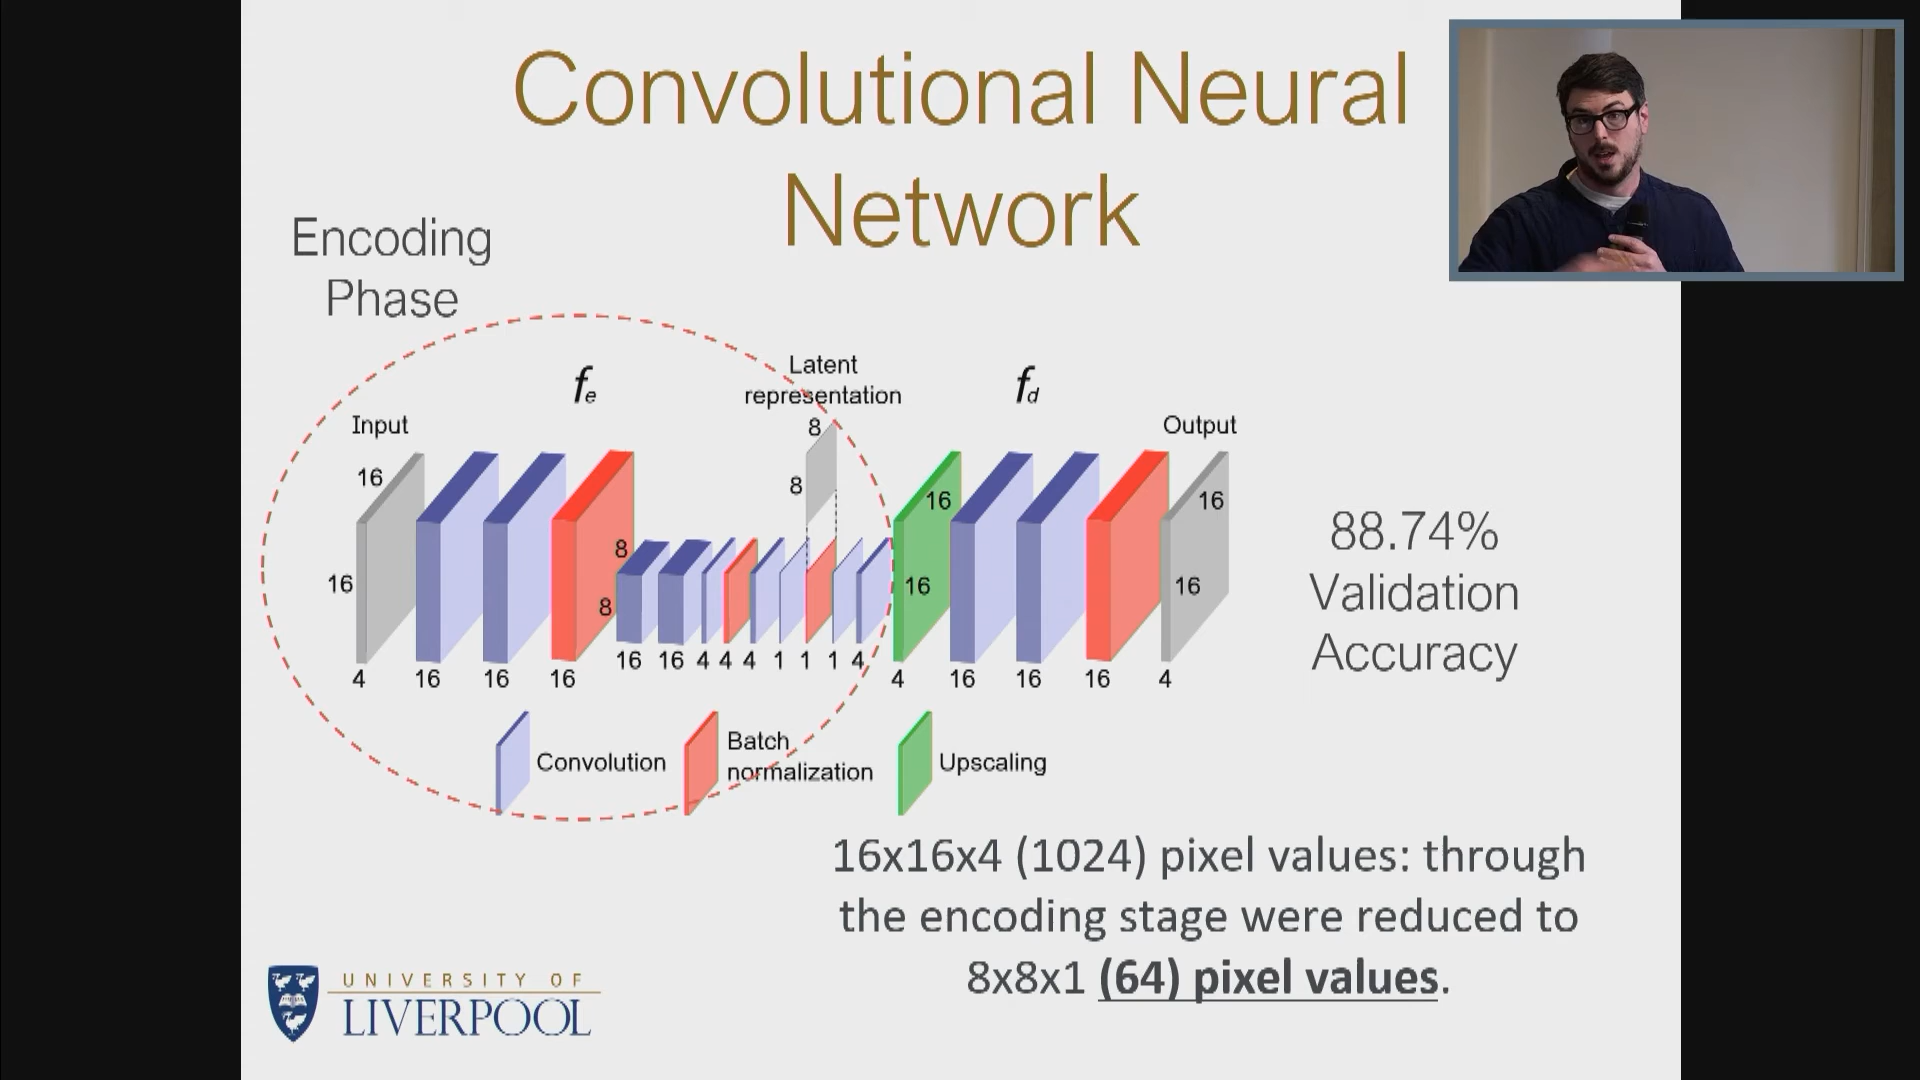 Convolutional Neural
Network
Encoding
Phase
fe
Latent
representation
fd
Input
8
Output
16
8
16
16
8
16
16
16
8
16
4
16
16
16
16
16
4
4
4
1
1
1
4
4
16
16
16
4
Convolution
Batch
normalization
Upscaling
88.74%
Validation
Accuracy
16x16x4 (1024) pixel values: through
the encoding stage were reduced to
8x8x1 (64) pixel values.
UNIVERSITY OF
LIVERPOOL